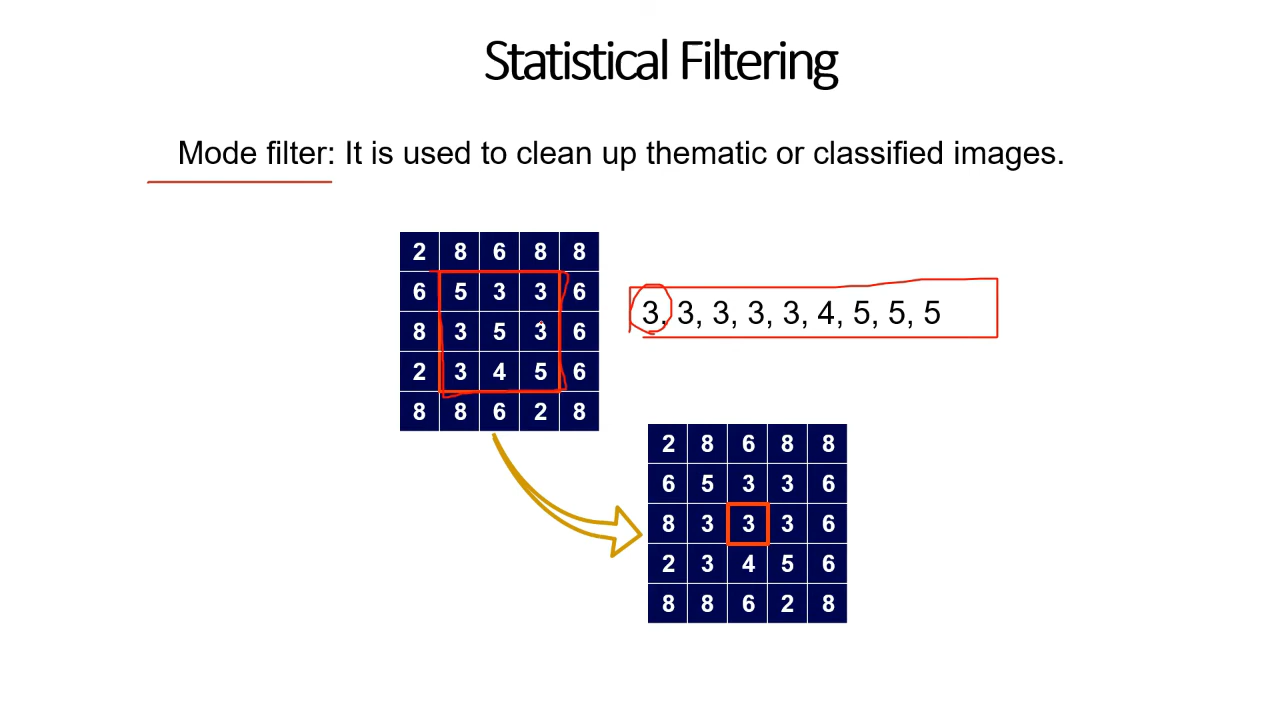 Statistical Filtering
Mode filter: It is used to clean up thematic or classified images.
2 8 6 8 8
6 5 3 3 6
8 3 5 3 6
2 3 4 5 6
8 8 6 2 8
3, 3, 3, 3, 3, 4, 5, 5, 5
2 8 6 8 8
6 5 3 3 6
8 3 3 3 6
2 3 4 5 6
8 8 6 2 8